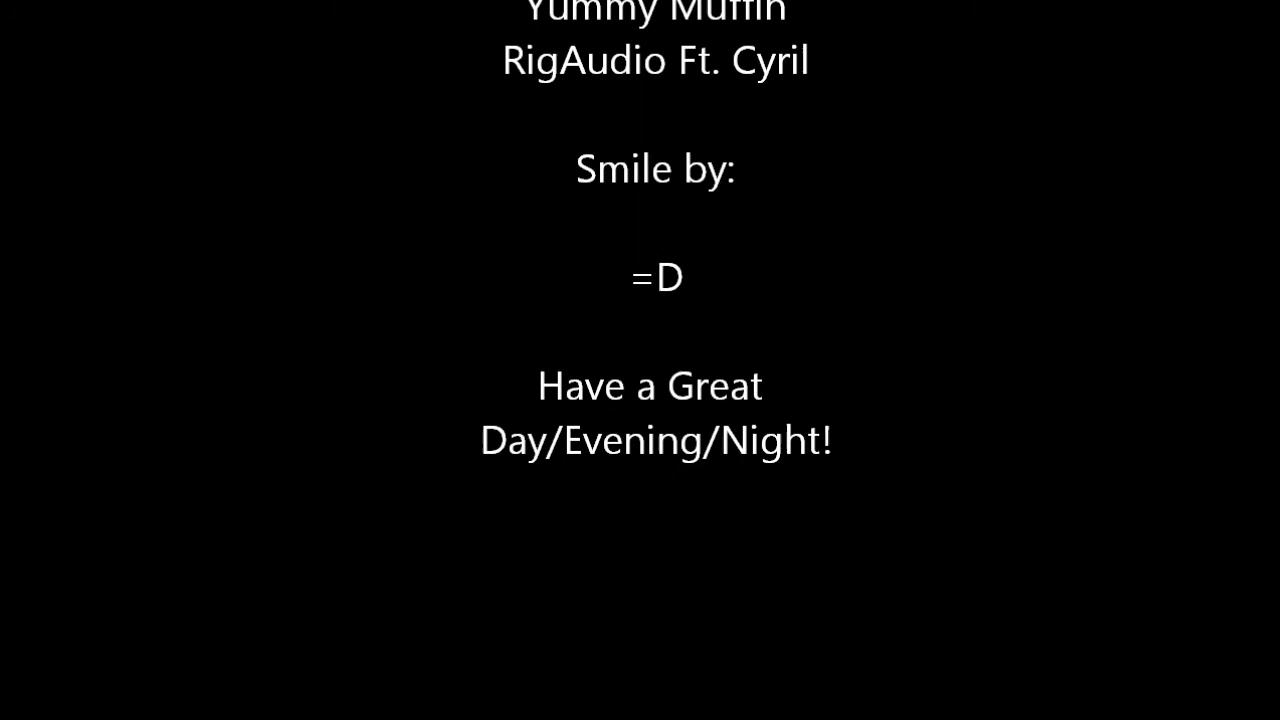 Yummy Muffin
RigAudio Ft. Cyril
Smile by:
=D
Have a Great
Day/Evening/Night!